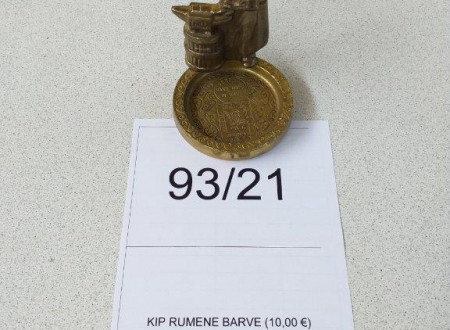 93/21
KIP RUMENE BARVE (10,00 €)